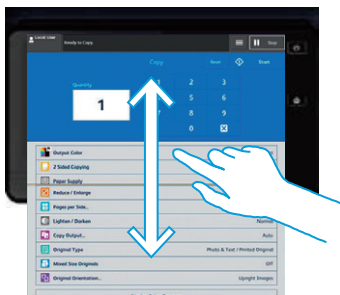 Local User
Ready to Copy
Stop
Copy
Reset
Start
Quantity
1
1 2 3
5 6
7 8 9
0
Output Color
2 Sided Copying
Paper Supply
Reduce / Enlarge
Pages per Side...
Lighten / Darken Normal
Copy Output... Auto
Original Type Photo & Text / Printed Original
Mixed Size Originals Off
Original Orientation... Upright Images